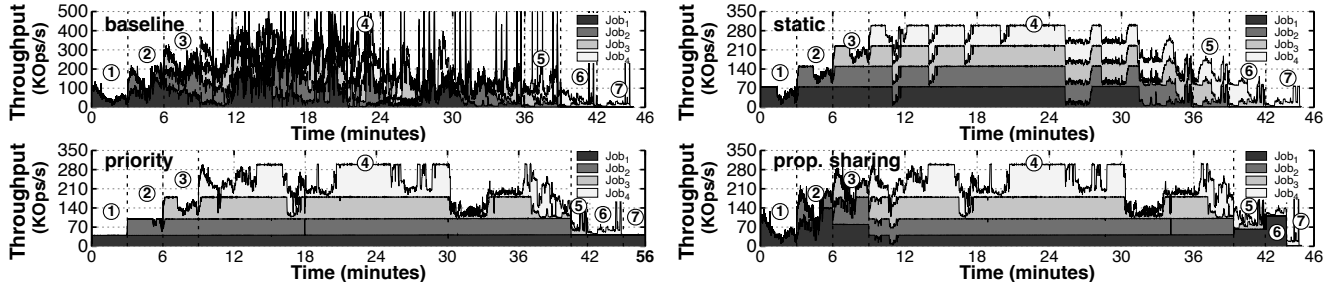 baseline
Throughput
(KOps/s)
500
400
300
200
100
0
① ② ③ ④ ⑤ ⑥ ⑦
Job1
Job2
Job3
Job4
0 6 12 18 24 30 36 42 46
Time (minutes)
static
Throughput
(KOps/s)
350
280
210
140
70
0
① ② ③ ④ ⑤ ⑥ ⑦
Job1
Job2
Job3
Job4
0 6 12 18 24 30 36 42 46
Time (minutes)
priority
Throughput
(KOps/s)
350
280
210
140
70
0
① ② ③ ④ ⑤ ⑥ ⑦
Job1
Job2
Job3
Job4
0 6 12 18 24 30 36 42 56
Time (minutes)
prop. sharing
Throughput
(KOps/s)
350
280
210
140
70
0
① ② ③ ④ ⑤ ⑥ ⑦
Job1
Job2
Job3
Job4
0 6 12 18 24 30 36 42 46
Time (minutes)